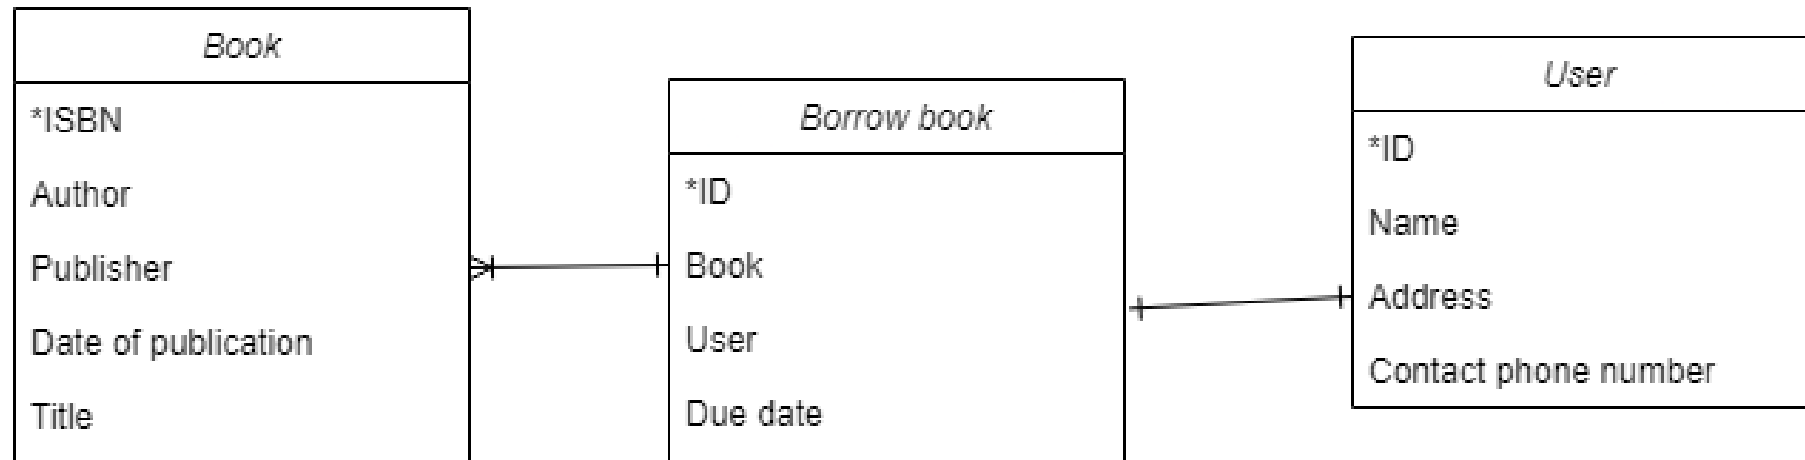 Book
*ISBN
Author
Publisher
Date of publication
Title
Borrow book
*ID
Book
User
Due date
User
*ID
Name
Address
Contact phone number